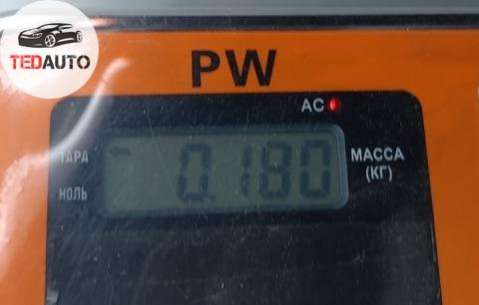 TEDAUTO
PW
AC
ТАРА
0.180
МАССА
(КГ)
НОЛЬ